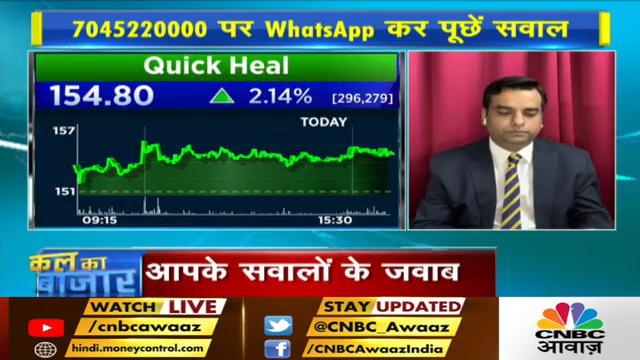 7045220000 पर WhatsApp कर पूछें सवाल
Quick Heal
154.80 2.14% [296,279]
TODAY
157
151
09:15 15:30
कल का
बाज़ार
आपके सवालों के जवाब
WATCH LIVE
/cnbcawaaz
hindi.moneycontrol.com
STAY UPDATED
@CNBC_Awaaz
/CNBCAwaazIndia
CNBC
आवाज़